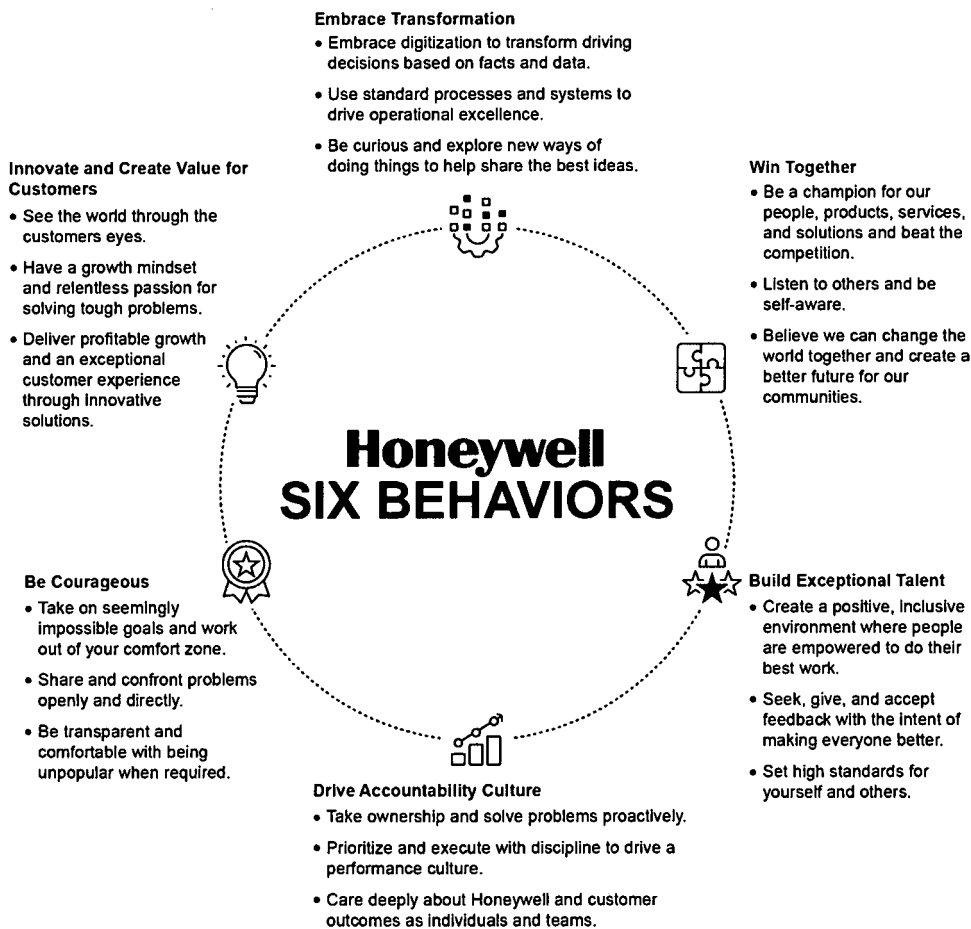 Embrace Transformation
• Embrace digitization to transform driving
decisions based on facts and data.
• Use standard processes and systems to
drive operational excellence.
• Be curious and explore new ways of
doing things to help share the best ideas.
Innovate and Create Value for
Customers
• See the world through the
customers eyes.
• Have a growth mindset
and relentless passion for
solving tough problems.
• Deliver profitable growth
and an exceptional
customer experience
through Innovative
solutions.
Win Together
• Be a champion for our
people, products, services,
and solutions and beat the
competition.
• Listen to others and be
self-aware.
• Believe we can change the
world together and create a
better future for our
communities.
Honeywell
SIX BEHAVIORS
Be Courageous
• Take on seemingly
impossible goals and work
out of your comfort zone.
• Share and confront problems
openly and directly.
• Be transparent and
comfortable with being
unpopular when required.
Build Exceptional Talent
• Create a positive, inclusive
environment where people
are empowered to do their
best work.
• Seek, give, and accept
feedback with the intent of
making everyone better.
• Set high standards for
yourself and others.
Drive Accountability Culture
• Take ownership and solve problems proactively.
• Prioritize and execute with discipline to drive a
performance culture.
• Care deeply about Honeywell and customer
outcomes as individuals and teams.